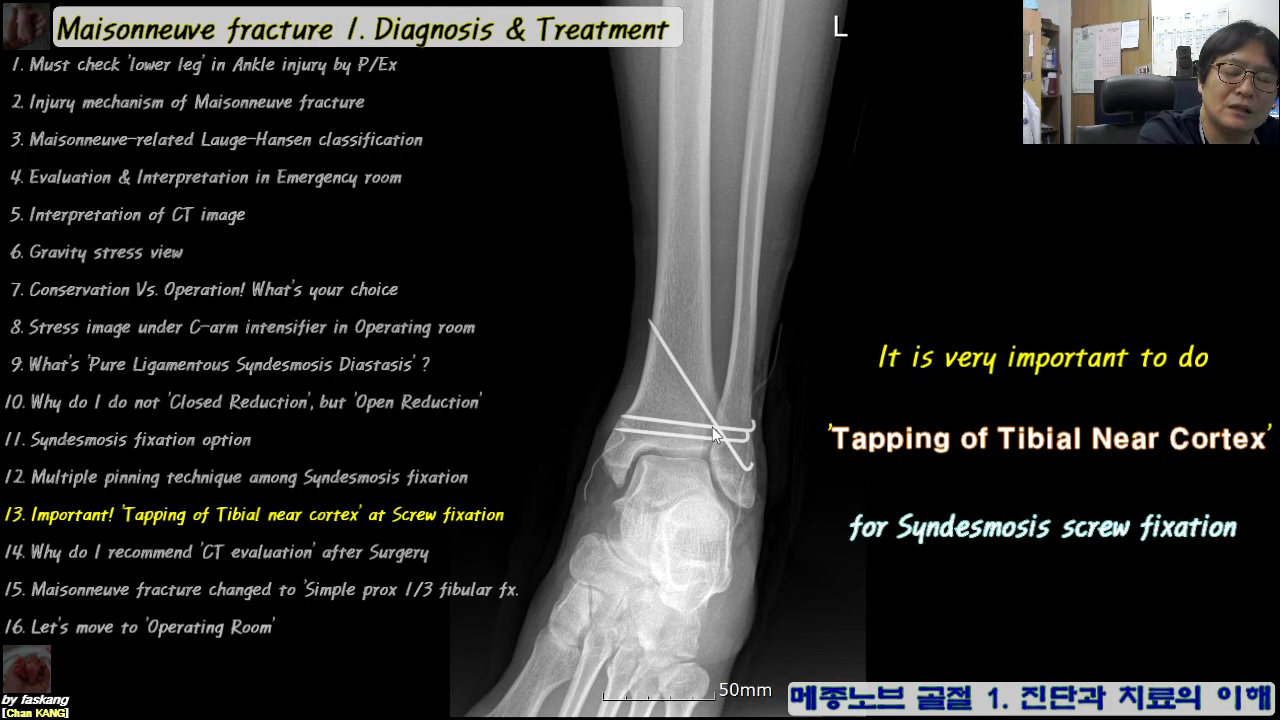 Maisonneuve fracture 1. Diagnosis & Treatment
1. Must check 'lower leg' in Ankle injury by P/Ex
2. Injury mechanism of Maisonneuve fracture
3. Maisonneuve-related Lauge-Hansen classification
4. Evaluation & Interpretation in Emergency room
5. Interpretation of CT image
6. Gravity stress view
7. Conservation Vs. Operation! What's your choice
8. Stress image under C-arm intensifier in Operating room
9. What's 'Pure Ligamentous Syndesmosis Diastasis' ?
10. Why do I do not 'Closed Reduction', but 'Open Reduction'
11. Syndesmosis fixation option
12. Multiple pinning technique among Syndesmosis fixation
13. Important! 'Tapping of Tibial near cortex' at Screw fixation
14. Why do I recommend 'CT evaluation' after Surgery
15. Maisonneuve fracture changed to 'Simple prox 1/3 fibular fx.
16. Let's move to 'Operating Room'
by faskang
[Chan KANG]
L
50mm
It is very important to do
'Tapping of Tibial Near Cortex'
for Syndesmosis screw fixation
메종노브 골절 1. 진단과 치료의 이해